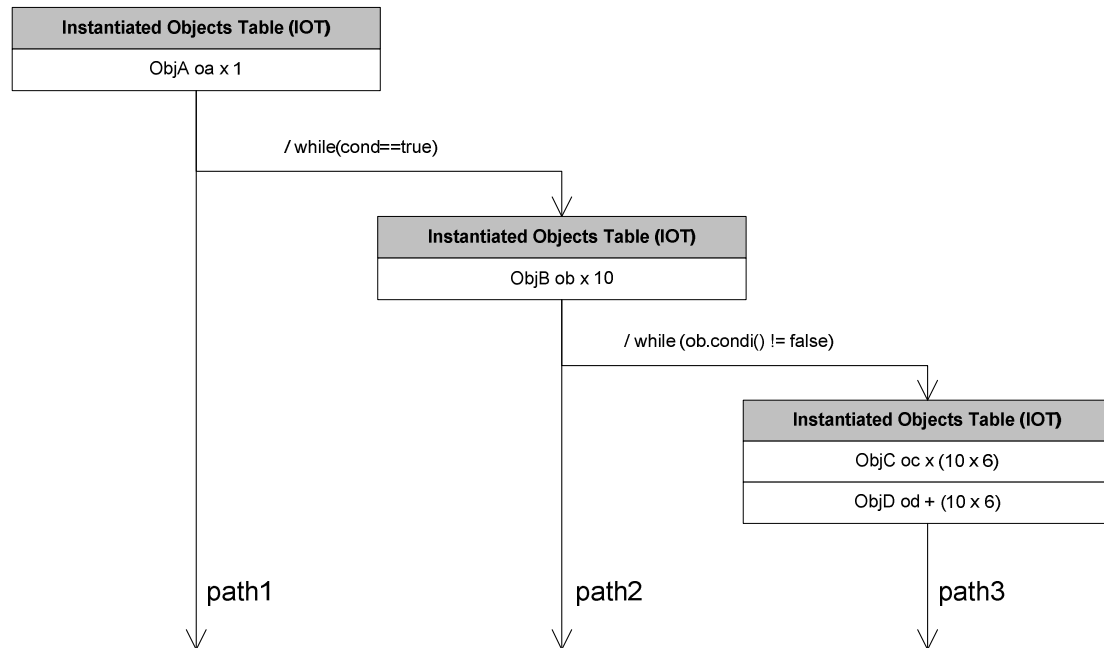 Instantiated Objects Table (IOT)
ObjA oa x 1
/ while(cond==true)
Instantiated Objects Table (IOT)
ObjB ob x 10
/ while (ob.condi() != false)
Instantiated Objects Table (IOT)
ObjC oc x (10 x 6)
ObjD od + (10 x 6)
path1
path2
path3